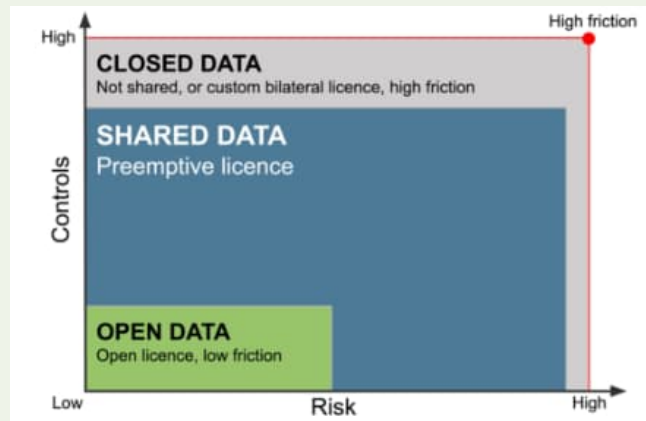 High friction
High
CLOSED DATA
Not shared, or custom bilateral licence, high friction
SHARED DATA
Preemptive licence
Controls
OPEN DATA
Open licence, low friction
Low
Risk
High